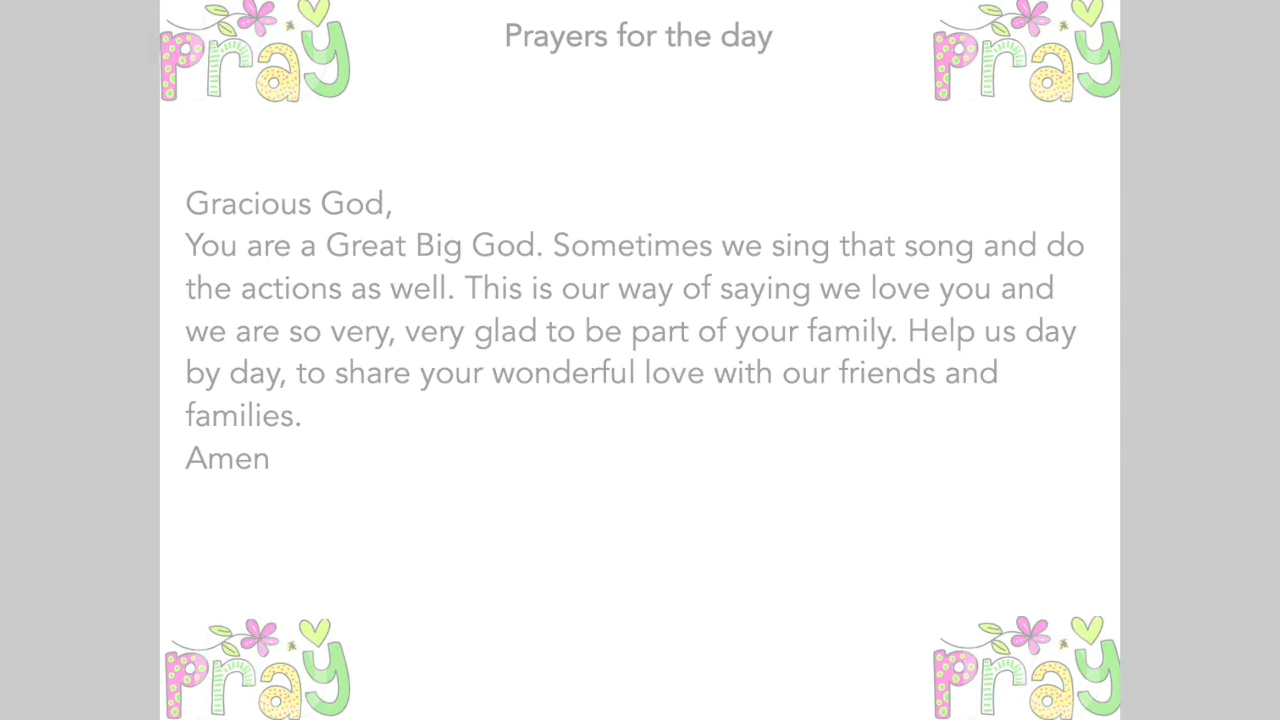 pray
Prayers for the day
pray
Gracious God,
You are a Great Big God. Sometimes we sing that song and do
the actions as well. This is our way of saying we love you and
we are so very, very glad to be part of your family. Help us day
by day, to share your wonderful love with our friends and
families.
Amen
pray
pray